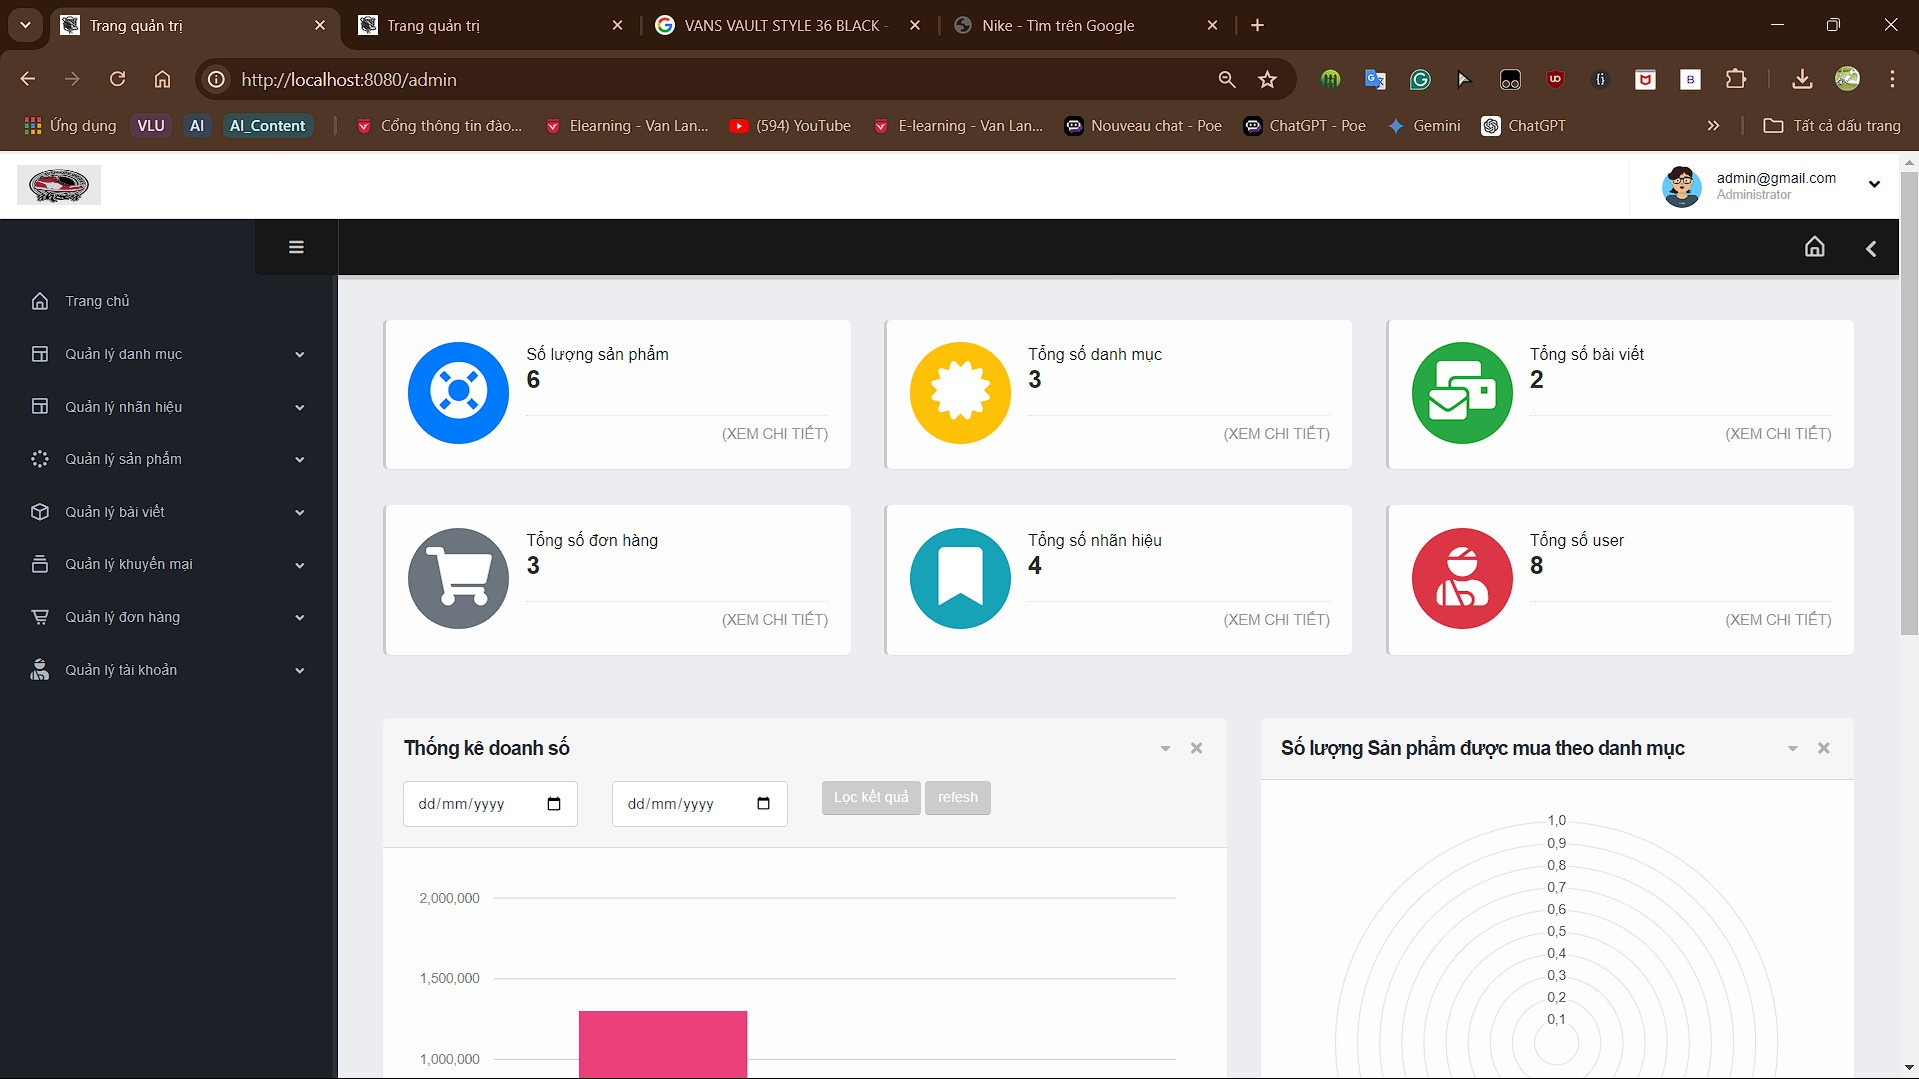 Trang quản trị
Trang quản trị
VANS VAULT STYLE 36 BLACK -
Nike - Tìm trên Google
http://localhost:8080/admin
Ứng dụng
VLU
AI
AI_Content
Cổng thông tin đào...
Elearning - Van Lan...
(594) YouTube
E-learning - Van Lan...
Nouveau chat - Poe
ChatGPT - Poe
Gemini
ChatGPT
Tất cả dấu trang
admin@gmail.com
Administrator
Trang chủ
Quản lý danh mục
Quản lý nhãn hiệu
Quản lý sản phẩm
Quản lý bài viết
Quản lý khuyến mại
Quản lý đơn hàng
Quản lý tài khoản
Số lượng sản phẩm
6
(XEM CHI TIẾT)
Tổng số danh mục
3
(XEM CHI TIẾT)
Tổng số bài viết
2
(XEM CHI TIẾT)
Tổng số đơn hàng
3
(XEM CHI TIẾT)
Tổng số nhãn hiệu
4
(XEM CHI TIẾT)
Tổng số user
8
(XEM CHI TIẾT)
Thống kê doanh số
dd/mm/yyyy
dd/mm/yyyy
Lọc kết quả
refesh
2,000,000
1,500,000
1,000,000
Số lượng Sản phẩm được mua theo danh mục
1,0
0,9
0,8
0,7
0,6
0,5
0,4
0,3
0,2
0,1